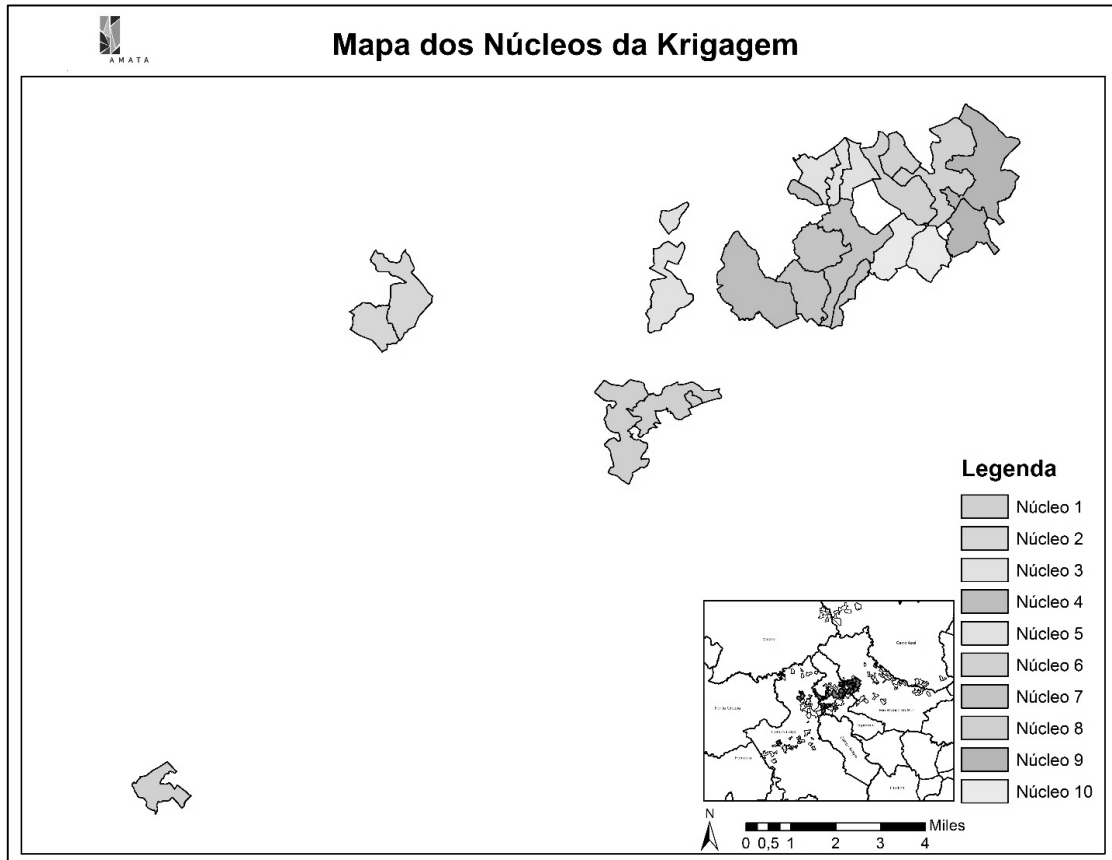 AMATA
Mapa dos Núcleos da Krigagem
Legenda
Núcleo 1
Núcleo 2
Núcleo 3
Núcleo 4
Núcleo 5
Núcleo 6
Núcleo 7
Núcleo 8
Núcleo 9
Núcleo 10
N
Miles
0 0,5 1 2 3 4